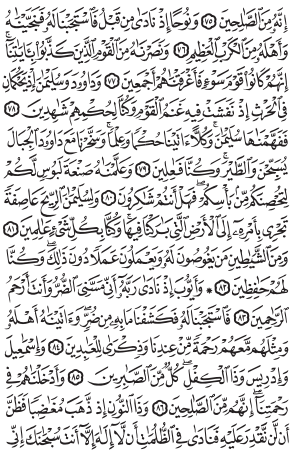 إِنَّهُۥ مِنَ ٱلصَّٰلِحِينَ ٧٥ وَنُوحًا إِذْ نَادَىٰ مِن قَبْلُ فَٱسْتَجَبْنَا لَهُۥ فَنَجَّيْنَٰهُ
وَأَهْلَهُۥ مِنَ ٱلْكَرْبِ ٱلْعَظِيمِ ٧٦ وَنَصَرْنَٰهُ مِنَ ٱلْقَوْمِ ٱلَّذِينَ كَذَّبُوا۟ بِـَٔايَٰتِنَآ ۚ
إِنَّهُمْ كَانُوا۟ قَوْمَ سَوْءٍ فَأَغْرَقْنَٰهُمْ أَجْمَعِينَ ٧٧ وَدَاوُۥدَ وَسُلَيْمَٰنَ إِذْ يَحْكُمَانِ
فِى ٱلْحَرْثِ إِذْ نَفَشَتْ فِيهِ غَنَمُ ٱلْقَوْمِ وَكُنَّا لِحُكْمِهِمْ شَٰهِدِينَ ٧٨
فَفَهَّمْنَٰهَا سُلَيْمَٰنَ ۚ وَكُلًّا ءَاتَيْنَا حُكْمًا وَعِلْمًا ۚ وَسَخَّرْنَا مَعَ دَاوُۥدَ ٱلْجِبَالَ
يُسَبِّحْنَ وَٱلطَّيْرَ ۚ وَكُنَّا فَٰعِلِينَ ٧٩ وَعَلَّمْنَٰهُ صَنْعَةَ لَبُوسٍ لَّكُمْ
لِتُحْصِنَكُم مِّنۢ بَأْسِكُمْ ۖ فَهَلْ أَنتُمْ شَٰكِرُونَ ٨٠ وَلِسُلَيْمَٰنَ ٱلرِّيحَ عَاصِفَةً
تَجْرِى بِأَمْرِهِۦٓ إِلَى ٱلْأَرْضِ ٱلَّتِى بَٰرَكْنَا فِيهَا ۚ وَكُنَّا بِكُلِّ شَىْءٍ عَٰلِمِينَ ٨١
وَمِنَ ٱلشَّيَٰطِينِ مَن يَغُوصُونَ لَهُۥ وَيَعْمَلُونَ عَمَلًا دُونَ ذَٰلِكَ ۖ وَكُنَّا
لَهُمْ حَٰفِظِينَ ٨٢ وَأَيُّوبَ إِذْ نَادَىٰ رَبَّهُۥٓ أَنِّى مَسَّنِىَ ٱلضُّرُّ وَأَنتَ أَرْحَمُ
ٱلرَّٰحِمِينَ ٨٣ فَٱسْتَجَبْنَا لَهُۥ فَكَشَفْنَا مَا بِهِۦ مِن ضُرٍّ ۖ وَءَاتَيْنَٰهُ أَهْلَهُۥ
وَمِثْلَهُم مَّعَهُمْ رَحْمَةً مِّنْ عِندِنَا وَذِكْرَىٰ لِلْعَٰبِدِينَ ٨٤ وَإِسْمَٰعِيلَ
وَإِدْرِيسَ وَذَا ٱلْكِفْلِ ۖ كُلٌّ مِّنَ ٱلصَّٰبِرِينَ ٨٥ وَأَدْخَلْنَٰهُمْ فِى
رَحْمَتِنَآ ۖ إِنَّهُم مِّنَ ٱلصَّٰلِحِينَ ٨٦ وَذَا ٱلنُّونِ إِذ ذَّهَبَ مُغَٰضِبًا فَظَنَّ
أَن لَّن نَّقْدِرَ عَلَيْهِ فَنَادَىٰ فِى ٱلظُّلُمَٰتِ أَن لَّآ إِلَٰهَ إِلَّآ أَنتَ سُبْحَٰنَكَ إِنِّى